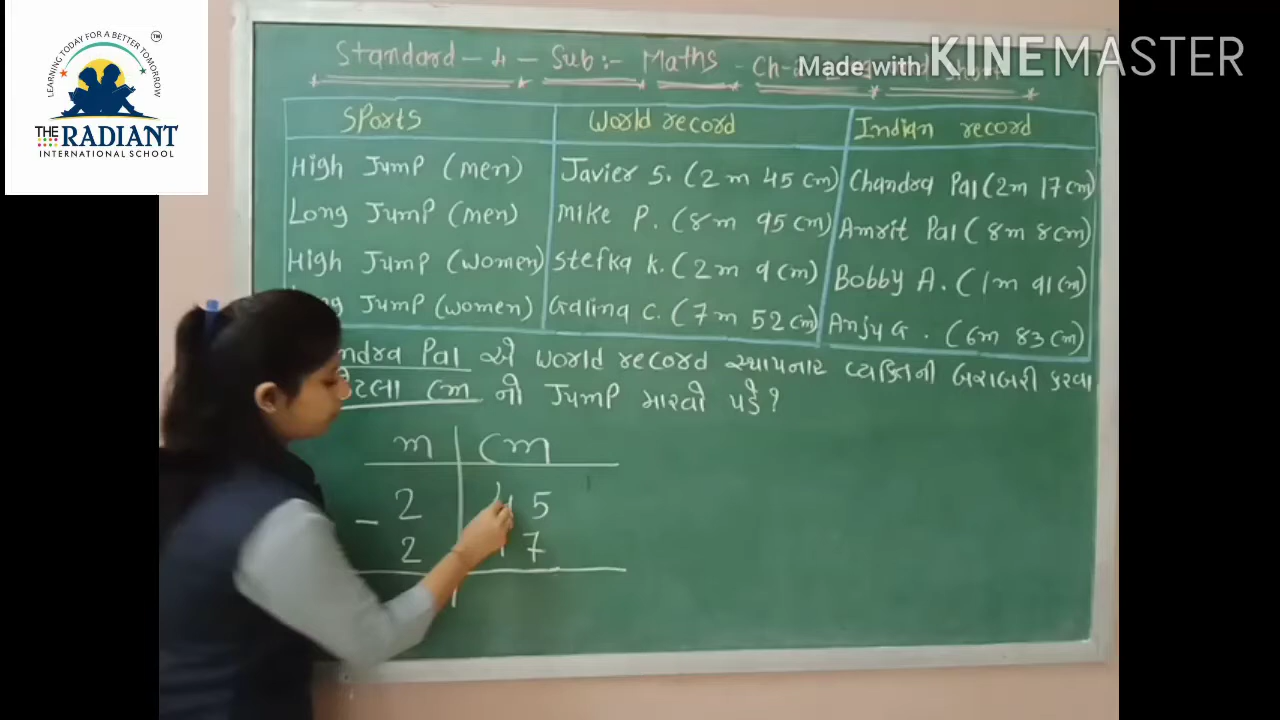 LEARNING TODAY FOR A BETTER TOMORROW
TM
THE RADIANT
INTERNATIONAL SCHOOL
Made with KINEMASTER
Standard - 4 - Sub :- Maths - Ch-
Sports World record Indian record
High Jump (men) Javier S. (2 m 45 cm) Chandra Pal (2m 17 cm)
Long Jump (men) Mike P. (8m 95 cm) Amrit Pal (8m 8 cm)
High Jump (women) Stefka K. (2 m 9 cm) Bobby A. (1m 91 cm)
Jump (women) Galina C. (7 m 52 cm) Anju G. (6m 83 cm)
ndra Pal એ world record સ્થાપનાર વ્યક્તિની બરાબરી કરવા
કેટલા cm નો Jump મારવો પડે?
m cm
2 45
- 2 17